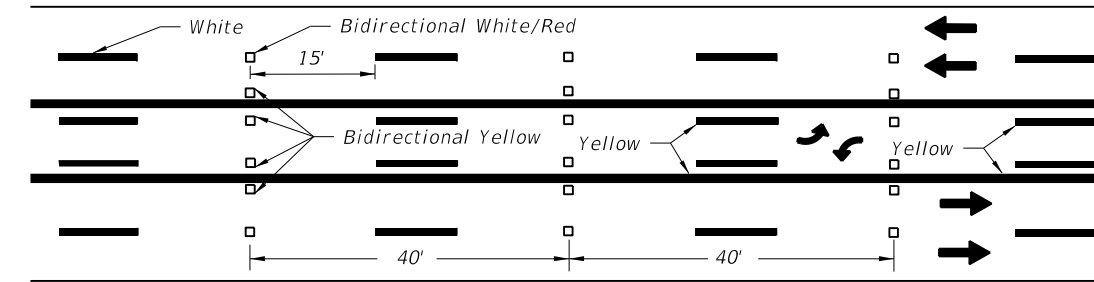 White
Bidirectional White/Red
15'
Bidirectional Yellow
Yellow
Yellow
40'
40'